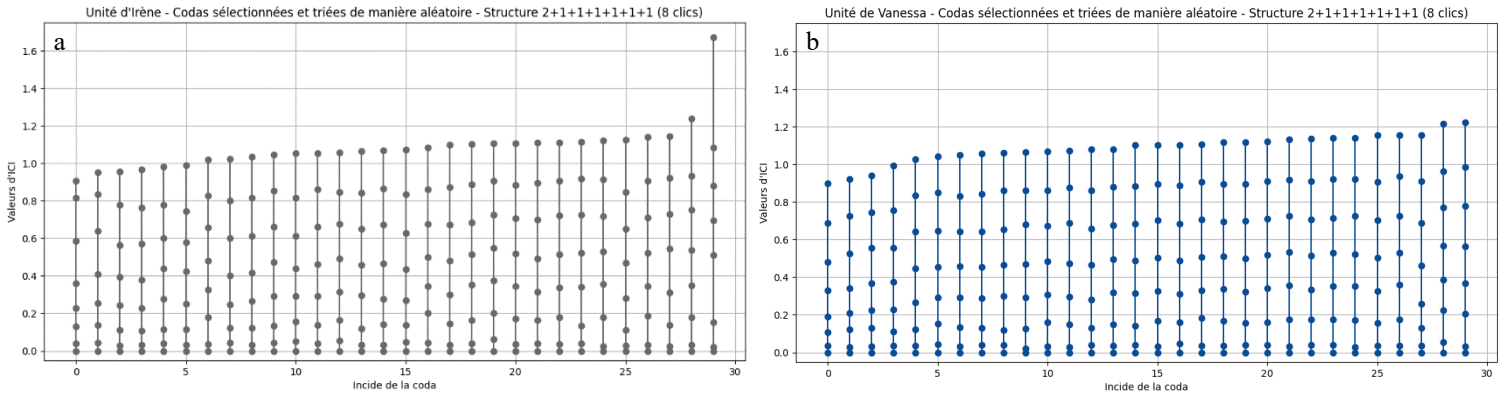 Unité d'Irène - Codas sélectionnées et triées de manière aléatoire - Structure 2+1+1+1+1+1+1 (8 clics)
a
Valeurs d'ICI
1.6
1.4
1.2
1.0
0.8
0.6
0.4
0.2
0.0
0 5 10 15 20 25 30
Incide de la coda
Unité de Vanessa - Codas sélectionnées et triées de manière aléatoire - Structure 2+1+1+1+1+1+1 (8 clics)
b
Valeurs d'ICI
1.6
1.4
1.2
1.0
0.8
0.6
0.4
0.2
0.0
0 5 10 15 20 25 30
Incide de la coda